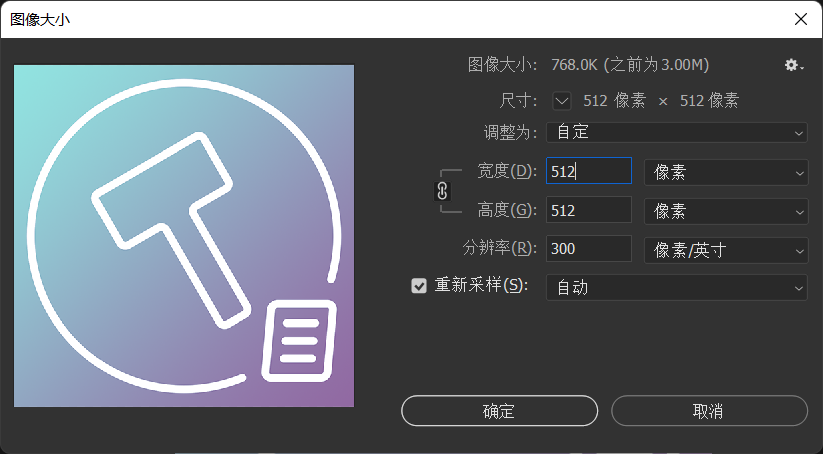 图像大小
图像大小: 768.0K (之前为3.00M)
尺寸: 512 像素 × 512 像素
调整为: 自定
宽度(D): 512 像素
高度(G): 512 像素
分辨率(R): 300 像素/英寸
重新采样(S): 自动
确定 取消